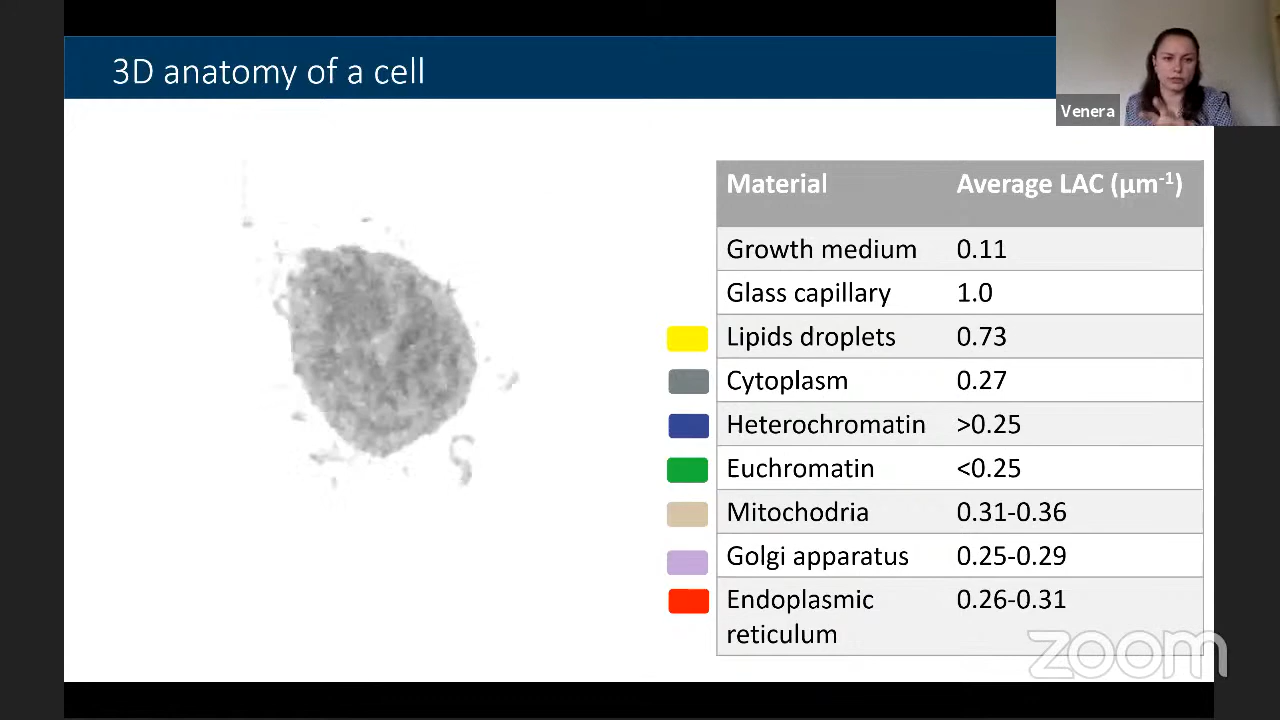 3D anatomy of a cell
Venera
Material Average LAC (µm-1)
Growth medium 0.11
Glass capillary 1.0
Lipids droplets 0.73
Cytoplasm 0.27
Heterochromatin >0.25
Euchromatin <0.25
Mitochodria 0.31-0.36
Golgi apparatus 0.25-0.29
Endoplasmic 0.26-0.31
reticulum
zoom